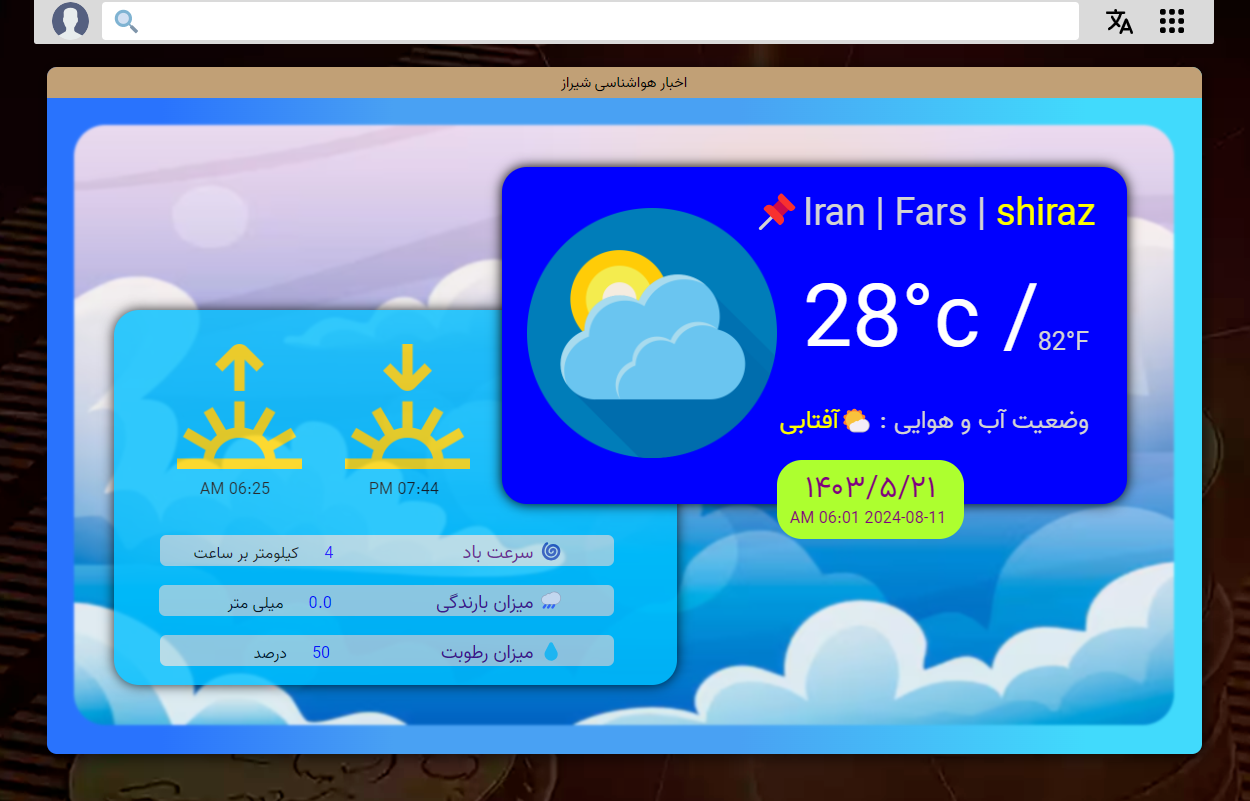 اخبار هواشناسی شیراز
Iran | Fars | shiraz
28°c / 82°F
وضعیت آب و هوایی : آفتابی
۱۴۰۳/۵/۲۱
AM 06:01 2024-08-11
AM 06:25
PM 07:44
سرعت باد 4 کیلومتر بر ساعت
میزان بارندگی 0.0 میلی متر
میزان رطوبت 50 درصد